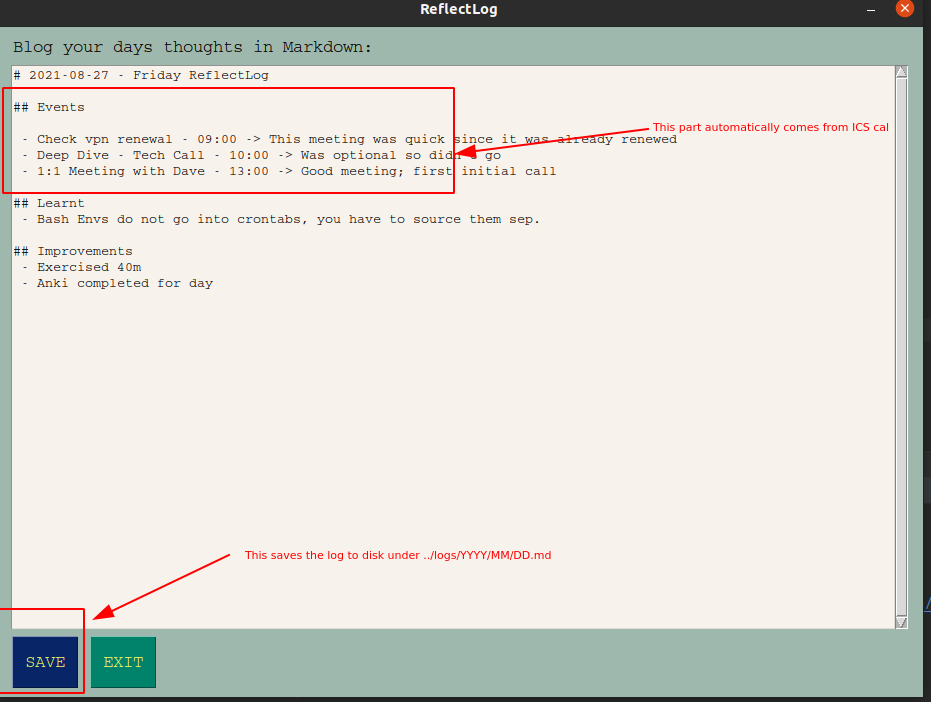 ReflectLog
Blog your days thoughts in Markdown:
# 2021-08-27 - Friday ReflectLog
## Events
- Check vpn renewal - 09:00 -> This meeting was quick since it was already renewed
This part automatically comes from ICS cal
- Deep Dive - Tech Call - 10:00 -> Was optional so didn't go
- 1:1 Meeting with Dave - 13:00 -> Good meeting; first initial call
## Learnt
- Bash Envs do not go into crontabs, you have to source them sep.
## Improvements
- Exercised 40m
- Anki completed for day
This saves the log to disk under ../logs/YYYY/MM/DD.md
SAVE EXIT